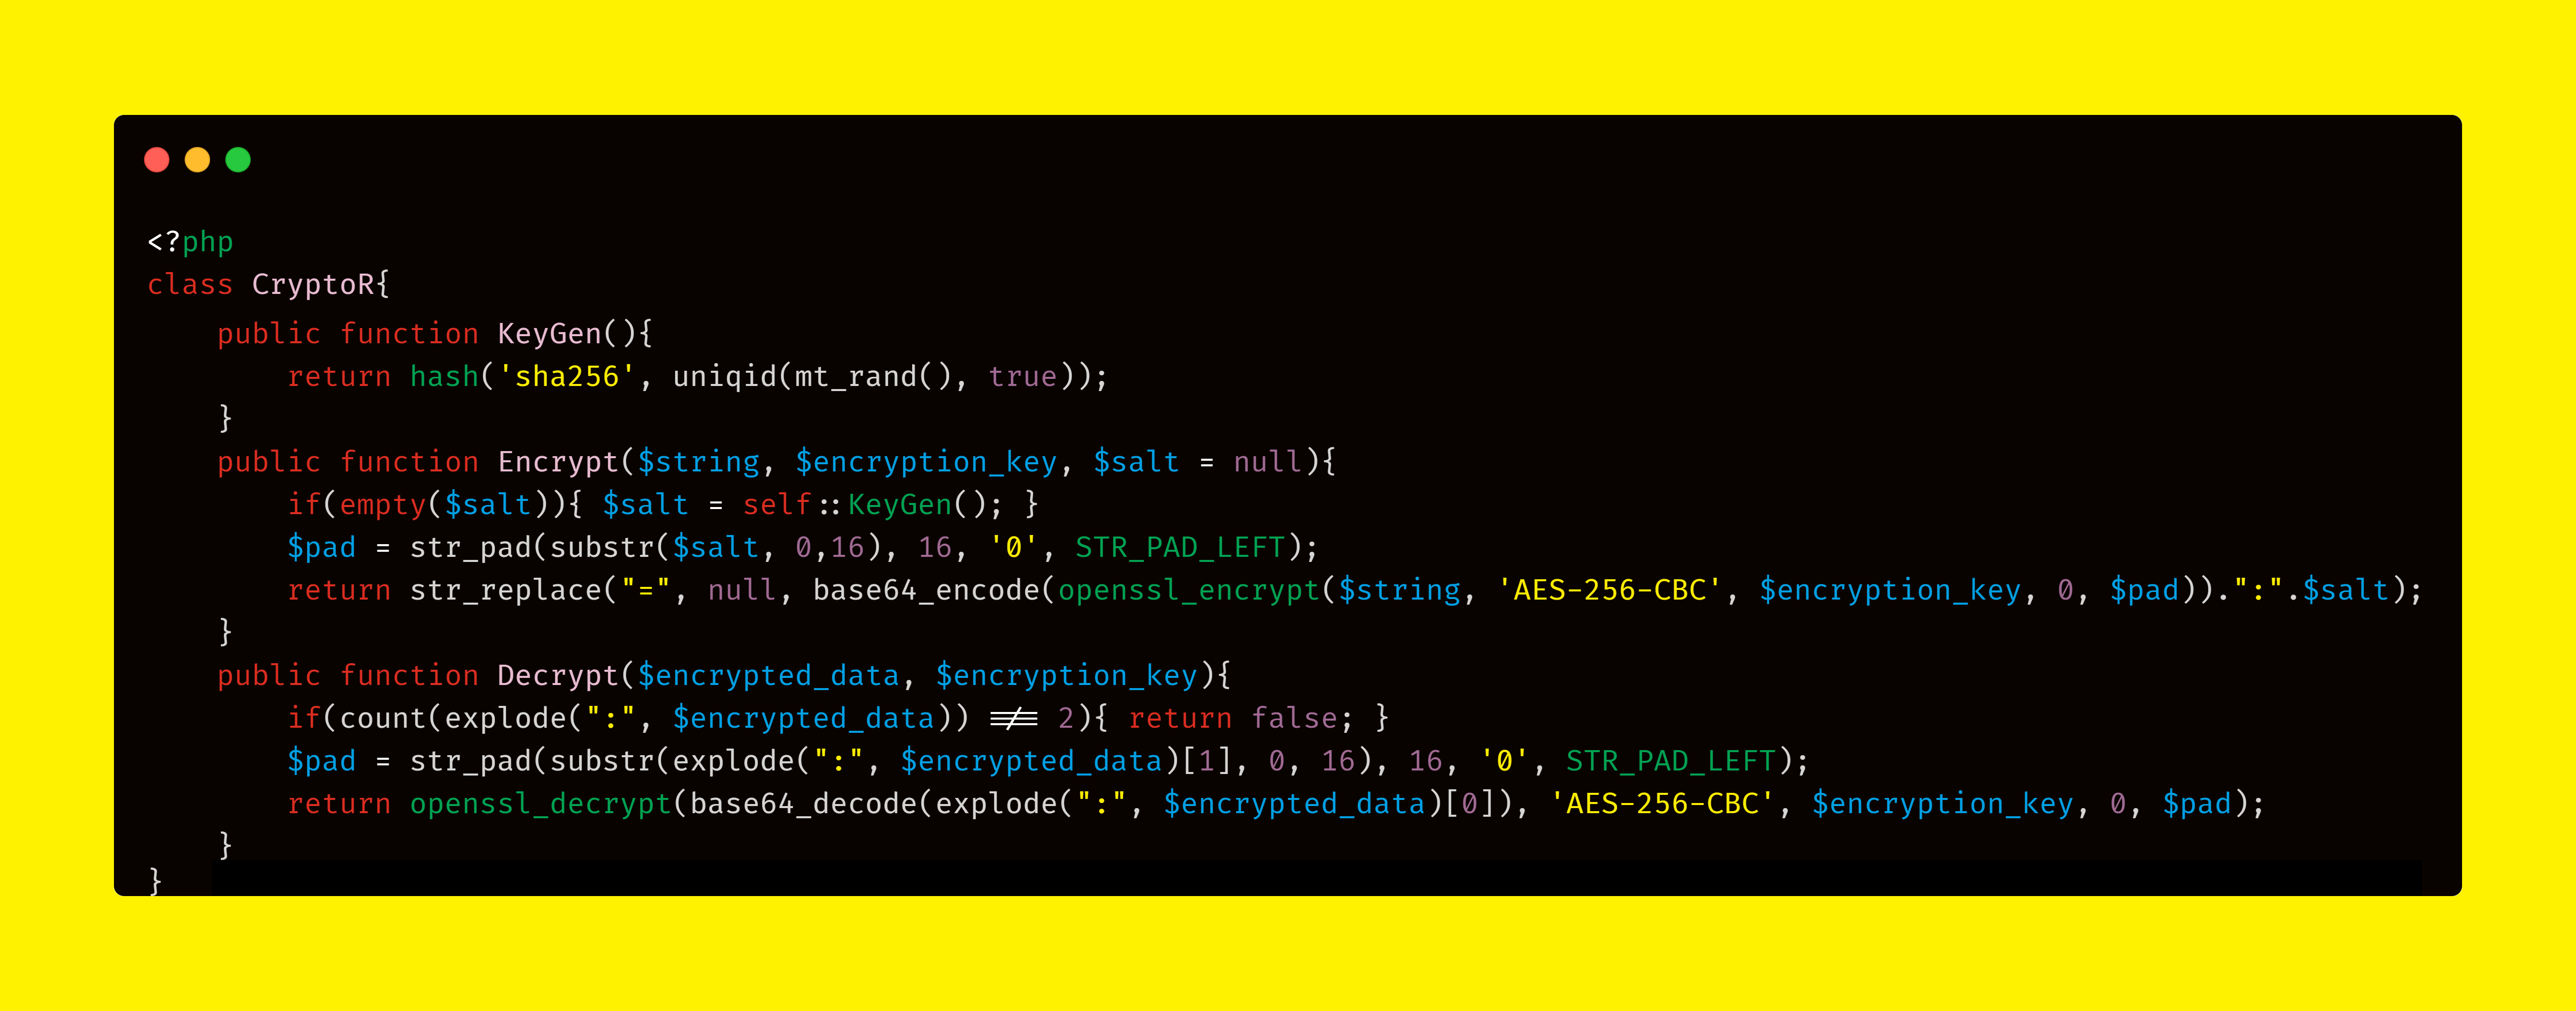 <?php
class CryptoR{
    public function KeyGen(){
        return hash('sha256', uniqid(mt_rand(), true));
    }
    public function Encrypt($string, $encryption_key, $salt = null){
        if(empty($salt)){ $salt = self::KeyGen(); }
        $pad = str_pad(substr($salt, 0,16), 16, '0', STR_PAD_LEFT);
        return str_replace("=", null, base64_encode(openssl_encrypt($string, 'AES-256-CBC', $encryption_key, 0, $pad)).":".$salt);
    }
    public function Decrypt($encrypted_data, $encryption_key){
        if(count(explode(":", $encrypted_data)) !== 2){ return false; }
        $pad = str_pad(substr(explode(":", $encrypted_data)[1], 0, 16), 16, '0', STR_PAD_LEFT);
        return openssl_decrypt(base64_decode(explode(":", $encrypted_data)[0]), 'AES-256-CBC', $encryption_key, 0, $pad);
    }
}